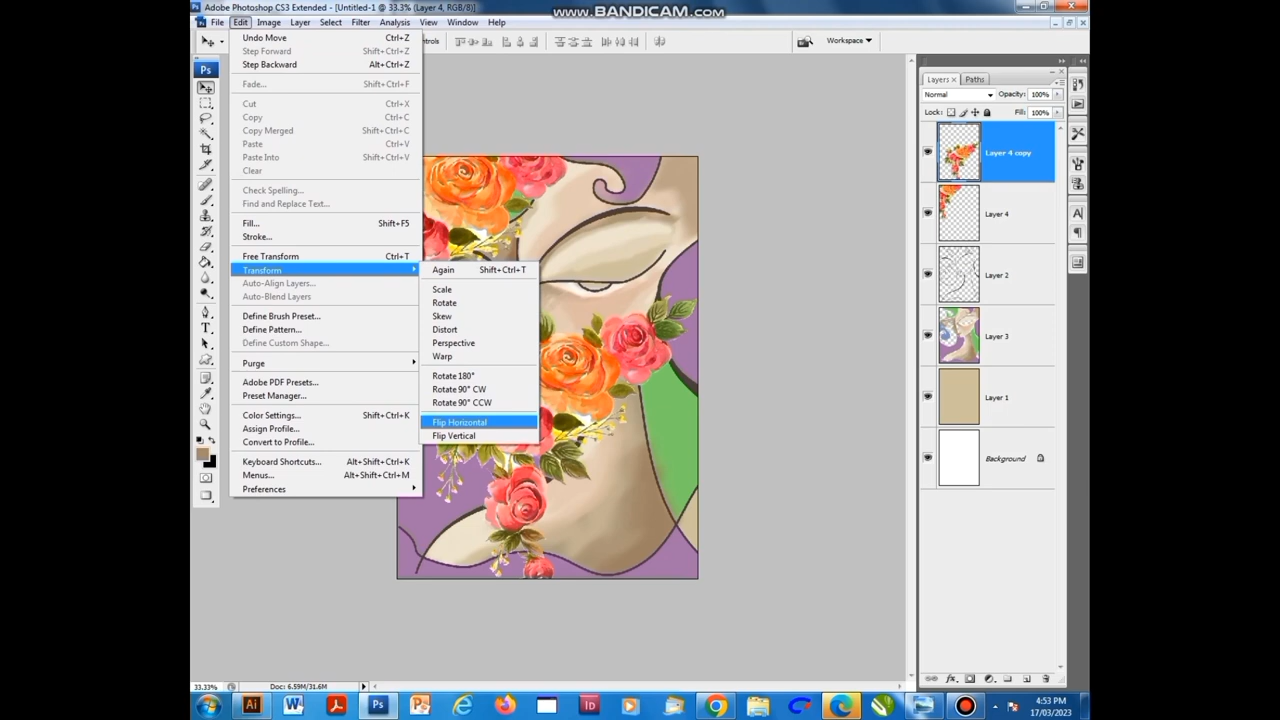 Adobe Photoshop CS3 Extended - [Untitled-1 @ 33.3% (Layer 4, RGB/8)]
www.BANDICAM.com
File Edit Image Layer Select Filter Analysis View Window Help
Workspace
Undo Move Ctrl+Z
Step Forward Shift+Ctrl+Z
Step Backward Alt+Ctrl+Z
Fade... Shift+Ctrl+F
Cut Ctrl+X
Copy Ctrl+C
Copy Merged Shift+Ctrl+C
Paste Ctrl+V
Paste Into Shift+Ctrl+V
Clear
Check Spelling...
Find and Replace Text...
Fill... Shift+F5
Stroke...
Free Transform Ctrl+T
Transform
Auto-Align Layers...
Auto-Blend Layers
Define Brush Preset...
Define Pattern...
Define Custom Shape...
Purge
Adobe PDF Presets...
Preset Manager...
Color Settings... Shift+Ctrl+K
Assign Profile...
Convert to Profile...
Keyboard Shortcuts... Alt+Shift+Ctrl+K
Menus... Alt+Shift+Ctrl+M
Preferences
Again Shift+Ctrl+T
Scale
Rotate
Skew
Distort
Perspective
Warp
Rotate 180°
Rotate 90° CW
Rotate 90° CCW
Flip Horizontal
Flip Vertical
Layers Paths
Normal Opacity: 100%
Lock: Fill: 100%
Layer 4 copy
Layer 4
Layer 2
Layer 3
Layer 1
Background
33.33% Doc: 6.59M/31.6M
4:53 PM
17/03/2023